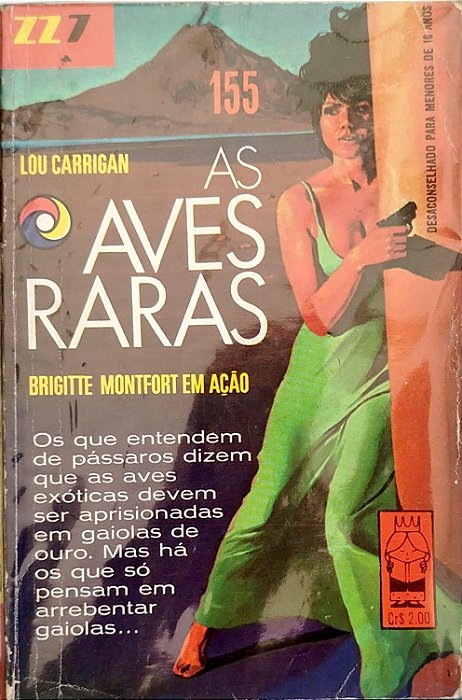 ZZ7
155
LOU CARRIGAN
AS
AVES
RARAS
BRIGITTE MONTFORT EM AÇÃO
Os que entendem
de pássaros dizem
que as aves
exóticas devem
ser aprisionadas
em gaiolas de
ouro. Mas há
os que só
pensam em
arrebentar
gaiolas...
DESACONSELHADO PARA MENORES DE 16 ANOS
Cr$ 2.00